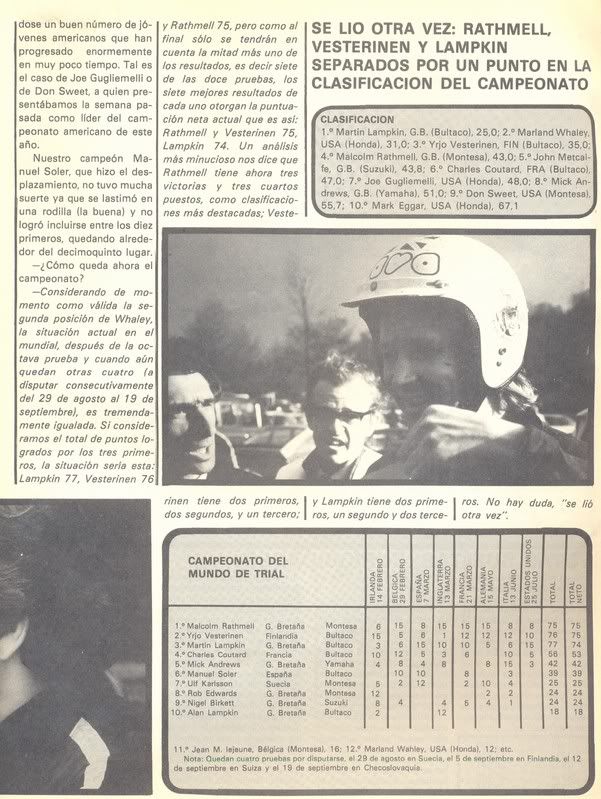 dose un buen número de jó-
venes americanos que han
progresado enormemente
en muy poco tiempo. Tal es
el caso de Joe Gugliemelli o
de Don Sweet, a quien pre-
sentábamos la semana pa-
sada como líder del cam-
peonato americano de este
año.
Nuestro campeón Ma-
nuel Soler, que hizo el des-
plazamiento, no tuvo mucha
suerte ya que se lastimó en
una rodilla (la buena) y no
logró incluirse entre los diez
primeros, quedando alrede-
dor del decimoquinto lugar.
—¿Cómo queda ahora el
campeonato?
—Considerando de mo-
mento como válida la se-
gunda posición de Whaley,
la situación actual en el
mundial, después de la oc-
tava prueba y cuando aún
quedan otras cuatro (a
disputar consecutivamente
del 29 de agosto al 19 de
septiembre), es tremenda-
mente igualada. Si conside-
ramos el total de puntos lo-
grados por los tres prime-
ros, la situación sería esta:
Lampkin 77, Vesterinen 76
y Rathmell 75, pero como al
final sólo se tendrán en
cuenta la mitad más uno de
los resultados, es decir siete
de las doce pruebas, los
siete mejores resultados de
cada uno otorgan la puntua-
ción neta actual que es asi:
Rathmell y Vesterinen 75,
Lampkin 74. Un análisis
más minucioso nos dice que
Rathmell tiene ahora tres
victorias y tres cuartos
puestos, como clasificacio-
nes más destacadas; Veste-
rinen tiene dos primeros,
dos segundos, y un tercero;
y Lampkin tiene dos prime-
ros, un segundo y dos terce-
ros. No hay duda, "se lió
otra vez".
SE LIO OTRA VEZ: RATHMELL,
VESTERINEN Y LAMPKIN
SEPARADOS POR UN PUNTO EN LA
CLASIFICACION DEL CAMPEONATO
CLASIFICACION
1.º Martin Lampkin, G.B. (Bultaco), 25,0; 2.º Marland Whaley,
USA (Honda), 31,0; 3.º Yrjo Vesterinen, FIN (Bultaco), 35,0;
4.º Malcolm Rathmell, G.B. (Montesa), 43,0; 5.º John Metcal-
fe, G.B. (Suzuki), 43,8; 6.º Charles Coutard, FRA (Bultaco),
47,0; 7.º Joe Gugliemelli, USA (Honda), 48,0; 8.º Mick An-
drews, G.B. (Yamaha), 51,0; 9.º Don Sweet, USA (Montesa),
55,7; 10.º Mark Eggar, USA (Honda), 67,1
CAMPEONATO DEL
MUNDO DE TRIAL
IRLANDA 14 FEBRERO
BELGICA 29 FEBRERO
ESPAÑA 7 MARZO
INGLATERRA 13 MARZO
FRANCIA 21 MARZO
ALEMANIA 15 MAYO
ITALIA 13 JUNIO
ESTADOS UNIDOS 25 JULIO
TOTAL
TOTAL NETO
1.º Malcolm Rathmell G. Bretaña Montesa 6 15 8 15 15 15 8 8 75 75
2.º Yrjo Vesterinen Finlandia Bultaco 15 5 6 1 12 12 12 10 76 75
3.º Martin Lampkin G. Bretaña Bultaco 3 6 15 10 10 5 6 15 77 74
4.º Charles Coutard Francia Bultaco 10 12 5 3 6 10 5 56 53
5.º Mick Andrews G. Bretaña Yamaha 4 8 4 8 8 15 3 42 42
6.º Manuel Soler España Bultaco 10 10 8 3 39 39
7.º Ulf Karlsson Suecia Montesa 5 2 12 2 10 4 25 25
8.º Rob Edwards G. Bretaña Montesa 12 2 2 24 24
9.º Nigel Birkett G. Bretaña Suzuki 8 4 4 5 4 1 24 24
10.º Alan Lampkin G. Bretaña Bultaco 2 12 18 18
11.º Jean M. lejeune, Bélgica (Montesa), 16; 12.º Marland Wahley, USA (Honda), 12; etc.
Nota: Quedan cuatro pruebas por disputarse, el 29 de agosto en Suecia, el 5 de septiembre en Finlandia, el 12
de septiembre en Suiza y el 19 de septiembre en Checoslovaquia.